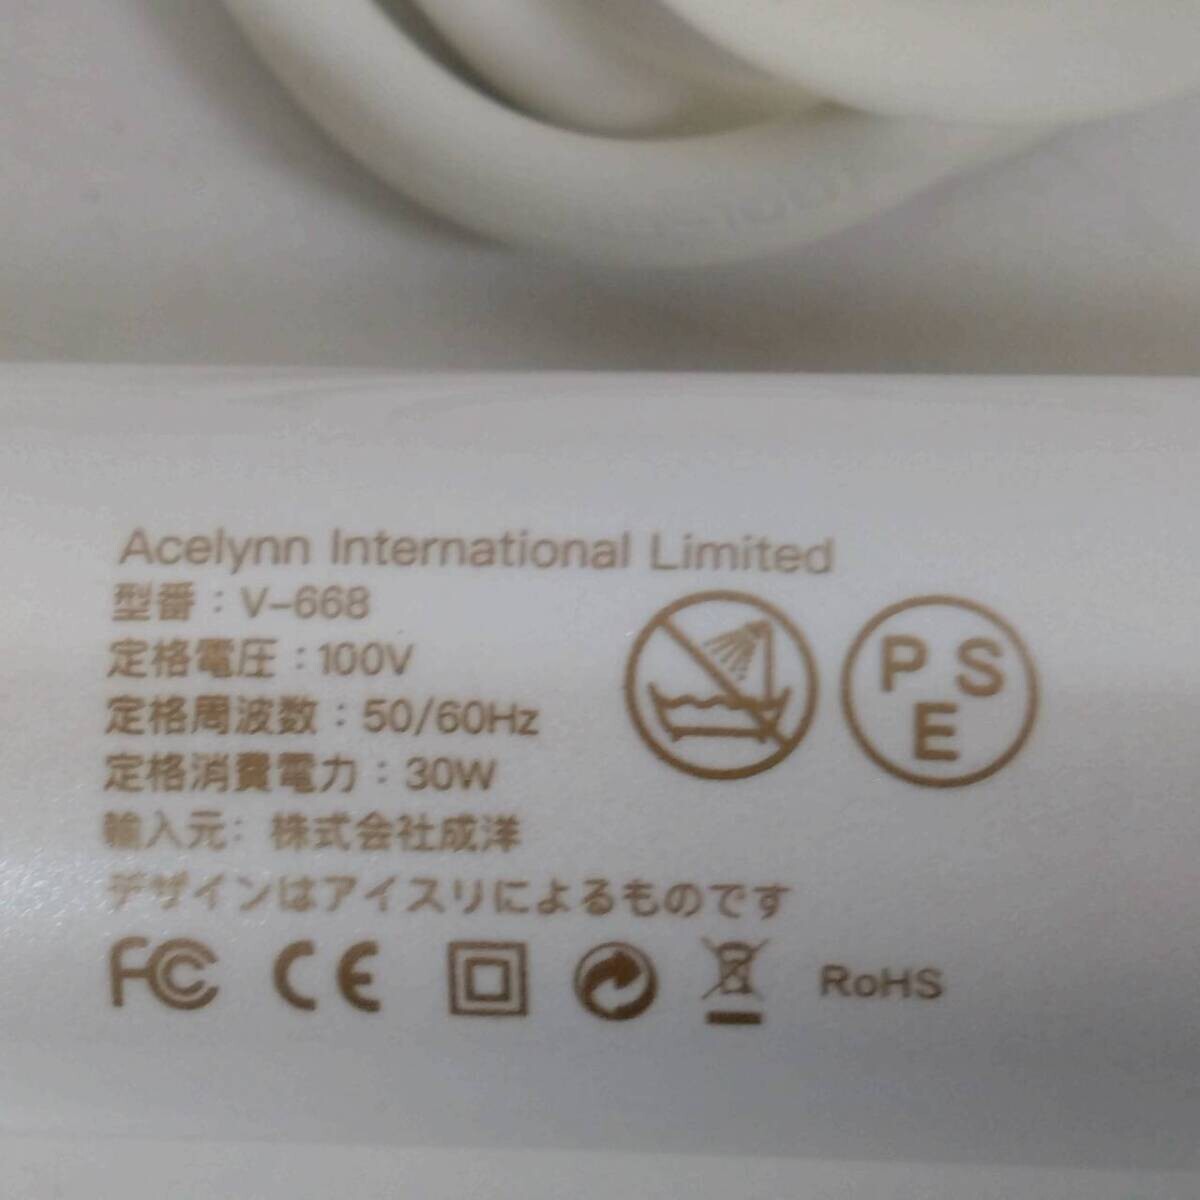 Acelynn International Limited
型番：V-668
定格電圧：100V
定格周波数：50/60Hz
定格消費電力：30W
輸入元：株式会社成洋
デザインはアイスリによるものです
PSE
FC CE RoHS